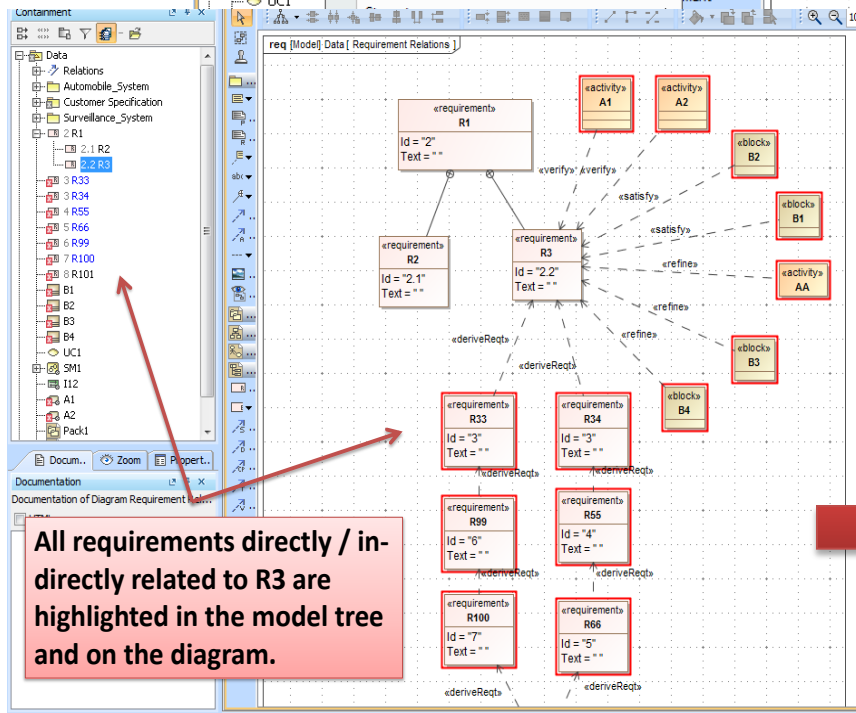 UC1
Containment
Data
Relations
Automobile_System
Customer Specification
Surveillance_System
2 R1
2.1 R2
2.2 R3
3 R33
3 R34
4 R55
5 R66
6 R99
7 R100
8 R101
B1
B2
B3
B4
UC1
SM1
I12
A1
A2
Pack1
Docum..
Zoom
Propert..
Documentation
Documentation of Diagram Requirement
All requirements directly / in-
directly related to R3 are
highlighted in the model tree
and on the diagram.
req [Model] Data [ Requirement Relations ]
«requirement»
R1
Id = "2"
Text = " "
«activity»
A1
«activity»
A2
«block»
B2
«verify»
«verify»
«satisfy»
«block»
B1
«satisfy»
«requirement»
R2
Id = "2.1"
Text = " "
«requirement»
R3
Id = "2.2"
Text = " "
«refine»
«activity»
AA
«refine»
«refine»
«block»
B3
«block»
B4
«deriveReqt»
«deriveReqt»
«requirement»
R33
Id = "3"
Text = " "
«requirement»
R34
Id = "3"
Text = " "
«deriveReqt»
«deriveReqt»
«requirement»
R99
Id = "6"
Text = " "
«requirement»
R55
Id = "4"
Text = " "
«deriveReqt»
«deriveReqt»
«requirement»
R100
Id = "7"
Text = " "
«requirement»
R66
Id = "5"
Text = " "
«deriveReqt»
«deriveReqt»